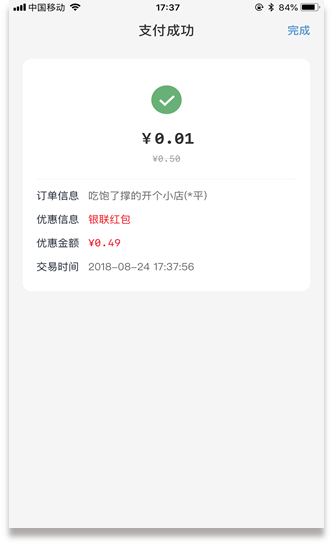 中国移动 17:37 84%
支付成功 完成
￥0.01
¥0.50
订单信息 吃饱了撑的开个小店(*平)
优惠信息 银联红包
优惠金额 ¥0.49
交易时间 2018-08-24 17:37:56